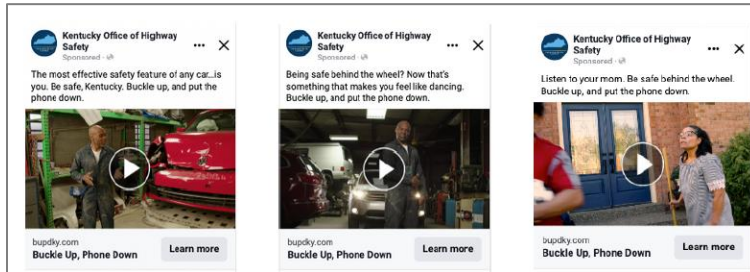 Kentucky Office of Highway
Safety
Sponsored
The most effective safety feature of any car...is
you. Be safe, Kentucky. Buckle up, and put the
phone down.
bupdky.com
Buckle Up, Phone Down
Learn more
Kentucky Office of Highway
Safety
Sponsored
Being safe behind the wheel? Now that's
something that makes you feel like dancing.
Buckle Up, and put the phone down.
bupdky.com
Buckle Up, Phone Down
Learn more
Kentucky Office of Highway
Safety
Sponsored
Listen to your mom. Be safe behind the wheel.
Buckle up, and put the phone down.
bupdky.com
Buckle Up, Phone Down
Learn more